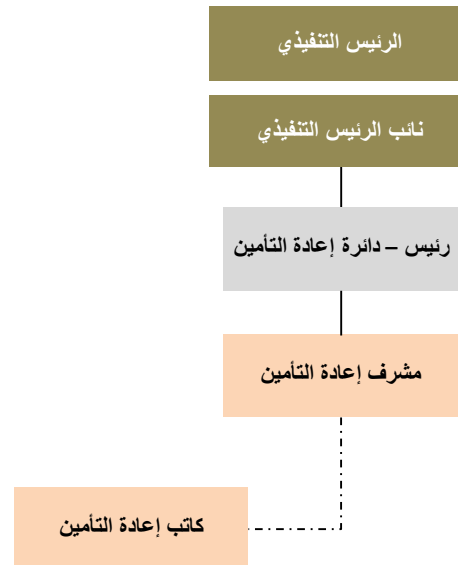 الرئيس التنفيذي
نائب الرئيس التنفيذي
رئيس – دائرة إعادة التأمين
مشرف إعادة التأمين
كاتب إعادة التأمين